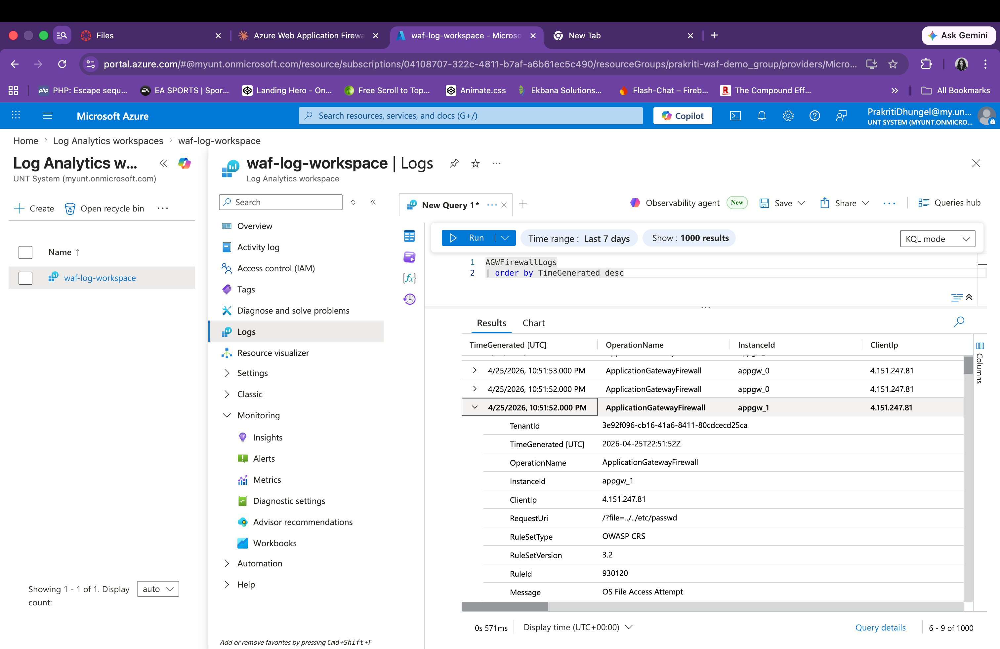 Files
Azure Web Application Firewa
waf-log-workspace - Microso
New Tab
Ask Gemini
portal.azure.com/#@myunt.onmicrosoft.com/resource/subscriptions/04108707-322c-4811-b7af-a6b61ec5c490/resourceGroups/prakriti-waf-demo_group/providers/Micro...
php PHP: Escape sequ...
EA SPORTS | Spor...
Landing Hero - On...
Free Scroll to Top...
Animate.css
Ekbana Solutions...
Flash-Chat – Fireb...
R The Compound Eff...
All Bookmarks
Microsoft Azure
Search resources, services, and docs (G+/)
Copilot
PrakritiDhungel@my.un...
UNT SYSTEM (MYUNT.ONMICRO...
Home > Log Analytics workspaces > waf-log-workspace
Log Analytics w...
UNT System (myunt.onmicrosoft.com)
Create
Open recycle bin
Name ↑
waf-log-workspace
Showing 1 - 1 of 1. Display
count:
auto
waf-log-workspace | Logs
Log Analytics workspace
Search
Overview
Activity log
Access control (IAM)
Tags
Diagnose and solve problems
Logs
Resource visualizer
Settings
Classic
Monitoring
Insights
Alerts
Metrics
Diagnostic settings
Advisor recommendations
Workbooks
Automation
Help
Add or remove favorites by pressing Cmd+Shift+F
New Query 1*
Observability agent New
Save
Share
Queries hub
Run
Time range : Last 7 days
Show : 1000 results
KQL mode
1 AGWFirewallLogs
2 | order by TimeGenerated desc
Results
Chart
TimeGenerated [UTC] OperationName InstanceId ClientIp
4/25/2026, 10:51:53.000 PM ApplicationGatewayFirewall appgw_0 4.151.247.81
4/25/2026, 10:51:52.000 PM ApplicationGatewayFirewall appgw_0 4.151.247.81
4/25/2026, 10:51:52.000 PM ApplicationGatewayFirewall appgw_1 4.151.247.81
TenantId 3e92f096-cb16-41a6-8411-80cdcecd25ca
TimeGenerated [UTC] 2026-04-25T22:51:52Z
OperationName ApplicationGatewayFirewall
InstanceId appgw_1
ClientIp 4.151.247.81
RequestUri /?file=../../etc/passwd
RuleSetType OWASP CRS
RuleSetVersion 3.2
RuleId 930120
Message OS File Access Attempt
Columns
0s 571ms
Display time (UTC+00:00)
Query details
6 - 9 of 1000